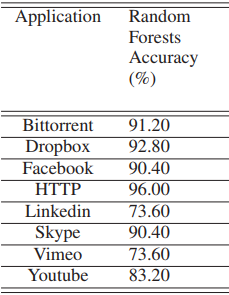 Application Random
Forests
Accuracy
(%)
Bittorrent 91.20
Dropbox 92.80
Facebook 90.40
HTTP 96.00
Linkedin 73.60
Skype 90.40
Vimeo 73.60
Youtube 83.20